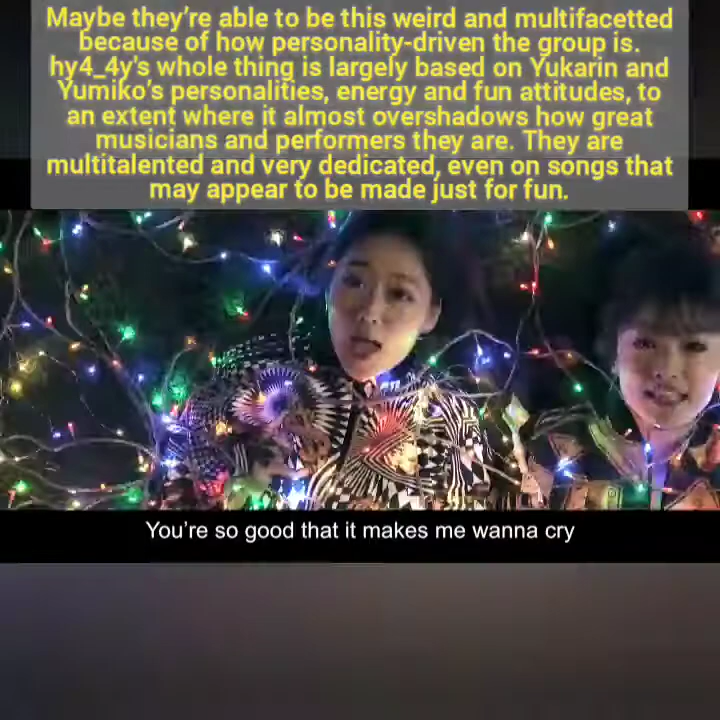 Maybe they're able to be this weird and multifacetted
because of how personality-driven the group is.
hy4_4y's whole thing is largely based on Yukarin and
Yumiko's personalities, energy and fun attitudes, to
an extent where it almost overshadows how great
musicians and performers they are. They are
multitalented and very dedicated, even on songs that
may appear to be made just for fun.
You're so good that it makes me wanna cry